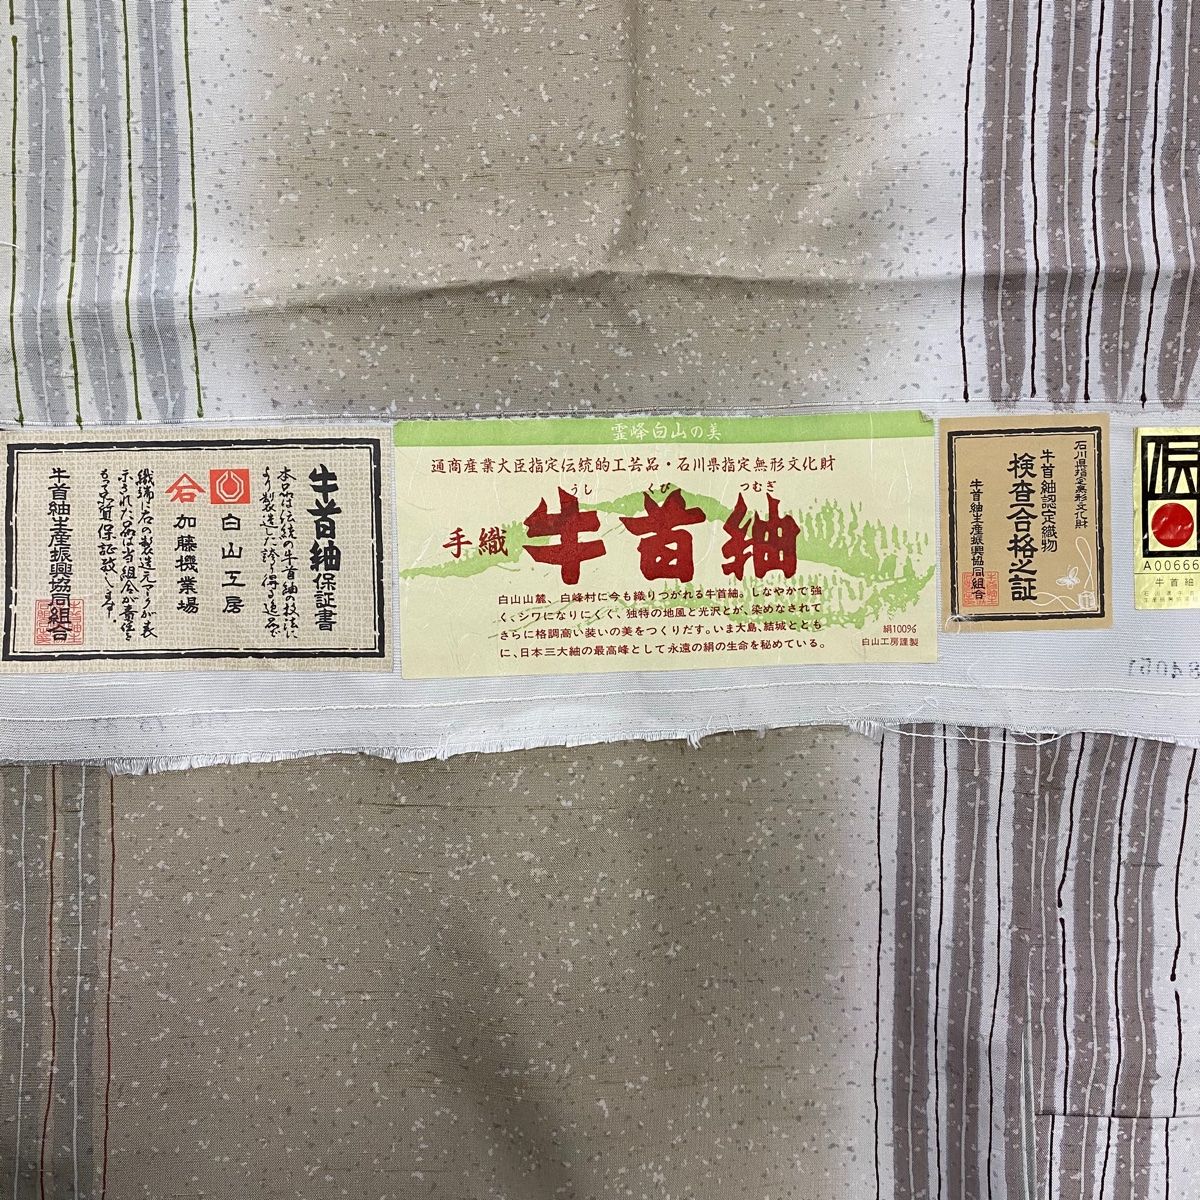 牛首紬保証書
本品は伝統の牛首紬の技法に
より製造した誇り得る逸品で
白山工房
加藤機業場
織端に右の製造元マークが表
示された品は当組合が責任を
もって品質保証致します。
牛首紬生産振興協同組合
霊峰白山の美
通商産業大臣指定伝統的工芸品・石川県指定無形文化財
うし くび つむぎ
手織 牛首紬
白山山麓、白峰村に今も織りつがれる牛首紬。しなやかで強
く、シワになりにくく、独特の地風と光沢とが、染めなされて
さらに格調高い装いの美をつくりだす。いま大島、結城ととも
に、日本三大紬の最高峰として永遠の絹の生命を秘めている。
絹100%
白山工房謹製
石川県指定無形文化財
牛首紬認定織物
検査合格之証
牛首紬生産振興協同組合
伝
A00666
牛首紬